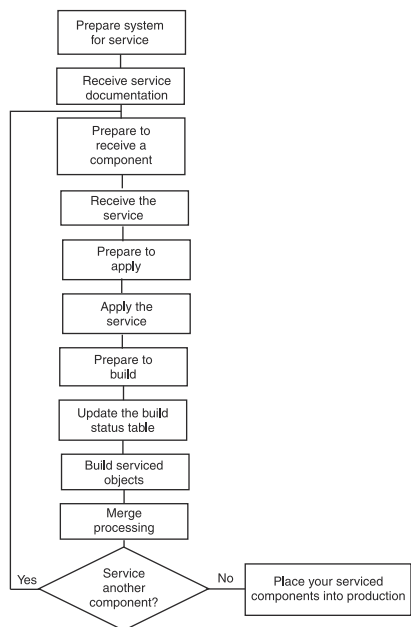 Prepare system
for service
Receive service
documentation
Prepare to
receive a
component
Receive the
service
Prepare to
apply
Apply the
service
Prepare to
build
Update the build
status table
Build serviced
objects
Merge
processing
Service
another
component?
Yes
No
Place your serviced
components into production